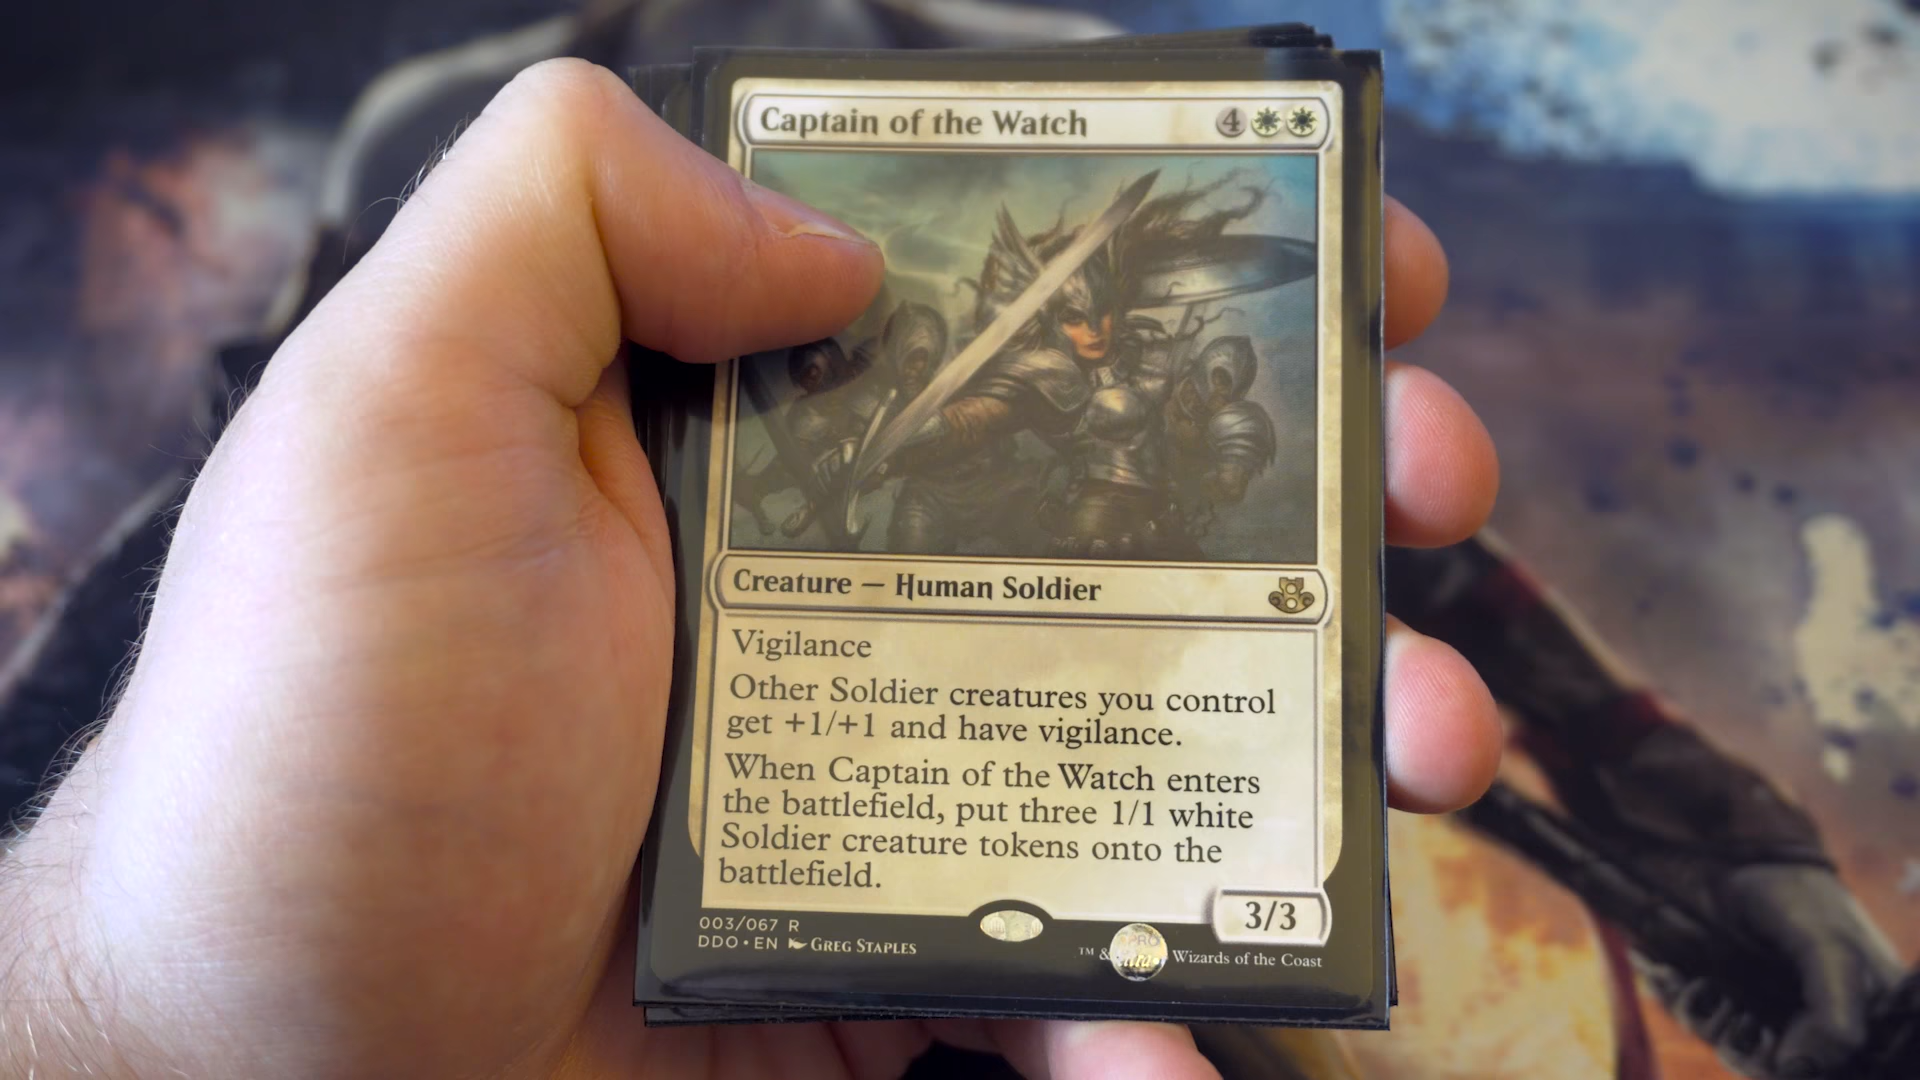 Captain of the Watch 4
Creature — Human Soldier
Vigilance
Other Soldier creatures you control
get +1/+1 and have vigilance.
When Captain of the Watch enters
the battlefield, put three 1/1 white
Soldier creature tokens onto the
battlefield.
3/3
003/067 R
DDO • EN GREG STAPLES
™ & Wizards of the Coast
PRO